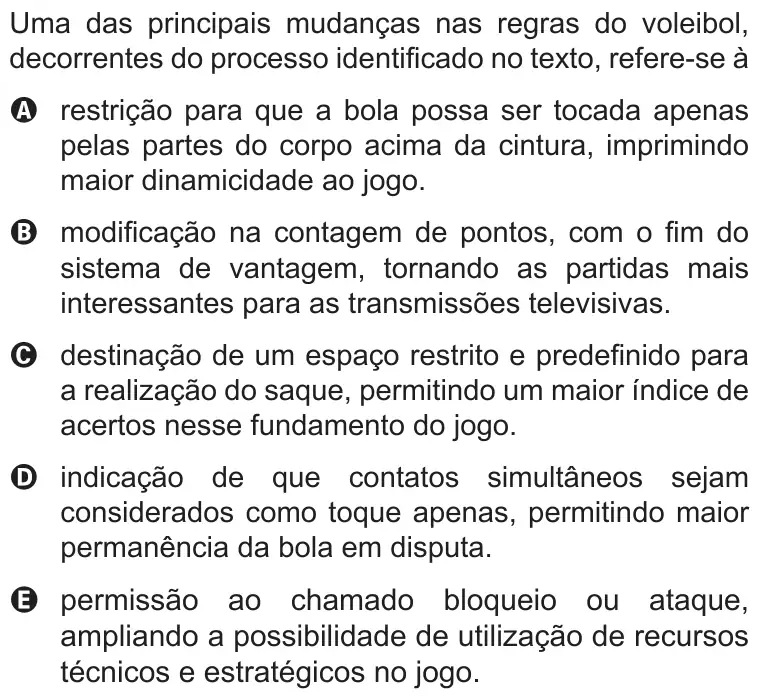 Uma das principais mudanças nas regras do voleibol,
decorrentes do processo identificado no texto, refere-se à
A restrição para que a bola possa ser tocada apenas
pelas partes do corpo acima da cintura, imprimindo
maior dinamicidade ao jogo.
B modificação na contagem de pontos, com o fim do
sistema de vantagem, tornando as partidas mais
interessantes para as transmissões televisivas.
C destinação de um espaço restrito e predefinido para
a realização do saque, permitindo um maior índice de
acertos nesse fundamento do jogo.
D indicação de que contatos simultâneos sejam
considerados como toque apenas, permitindo maior
permanência da bola em disputa.
E permissão ao chamado bloqueio ou ataque,
ampliando a possibilidade de utilização de recursos
técnicos e estratégicos no jogo.